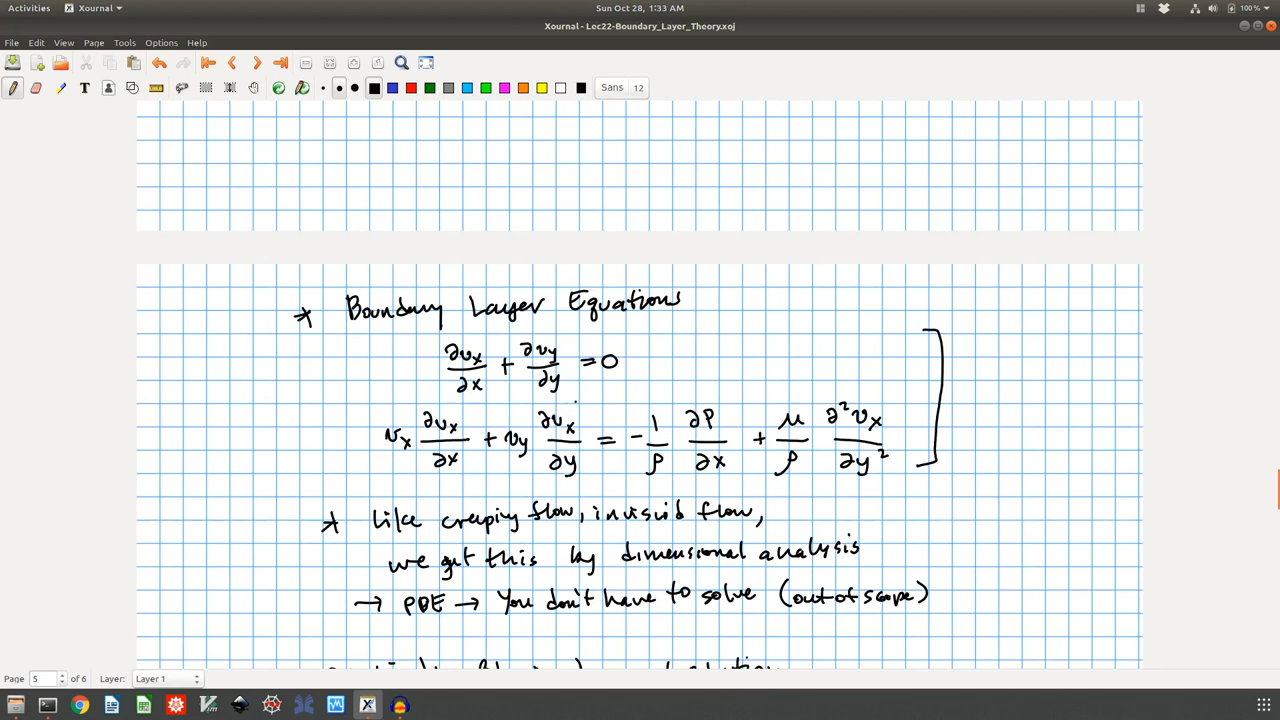 Activities Xournal Sun Oct 28, 1:33 AM 100 %
Xournal - Lec22-Boundary_Layer_Theory.xoj
File Edit View Page Tools Options Help
Sans 12
* Boundary Layer Equations
∂vx/∂x + ∂vy/∂y = 0
vx ∂vx/∂x + vy ∂vx/∂y = - 1/ρ ∂P/∂x + μ/ρ ∂²vx/∂y²
* Like creeping flow, inviscid flow,
we get this by dimensional analysis
→ PDE → You don't have to solve (out of scope)
Page 5 of 6 Layer: Layer 1